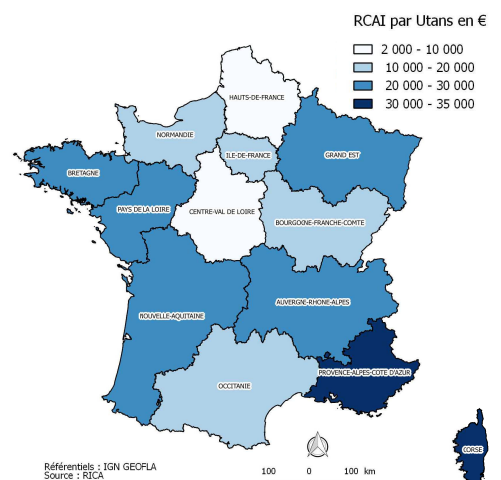 RCAI par Utans en €
2 000 - 10 000
10 000 - 20 000
20 000 - 30 000
30 000 - 35 000
HAUTS-DE-FRANCE
NORMANDIE
ILE-DE-FRANCE
GRAND EST
BRETAGNE
PAYS DE LA LOIRE
CENTRE-VAL DE LOIRE
BOURGOGNE-FRANCHE-COMTE
NOUVELLE-AQUITAINE
AUVERGNE-RHONE-ALPES
OCCITANIE
PROVENCE-ALPES-COTE D'AZUR
CORSE
Référentiels : IGN GEOFLA
Source : RICA
100 0 100 km